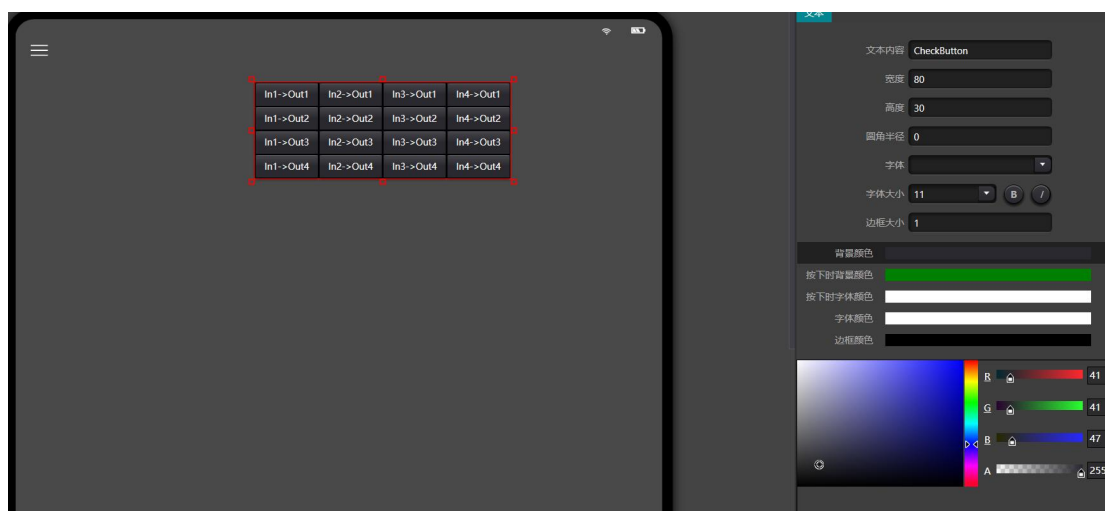 文本
In1->Out1 In2->Out1 In3->Out1 In4->Out1
In1->Out2 In2->Out2 In3->Out2 In4->Out2
In1->Out3 In2->Out3 In3->Out3 In4->Out3
In1->Out4 In2->Out4 In3->Out4 In4->Out4
文本内容 CheckButton
宽度 80
高度 30
圆角半径 0
字体
字体大小 11 B I
边框大小 1
背景颜色
按下时背景颜色
按下时字体颜色
字体颜色
边框颜色
R 41
G 41
B 47
A 255